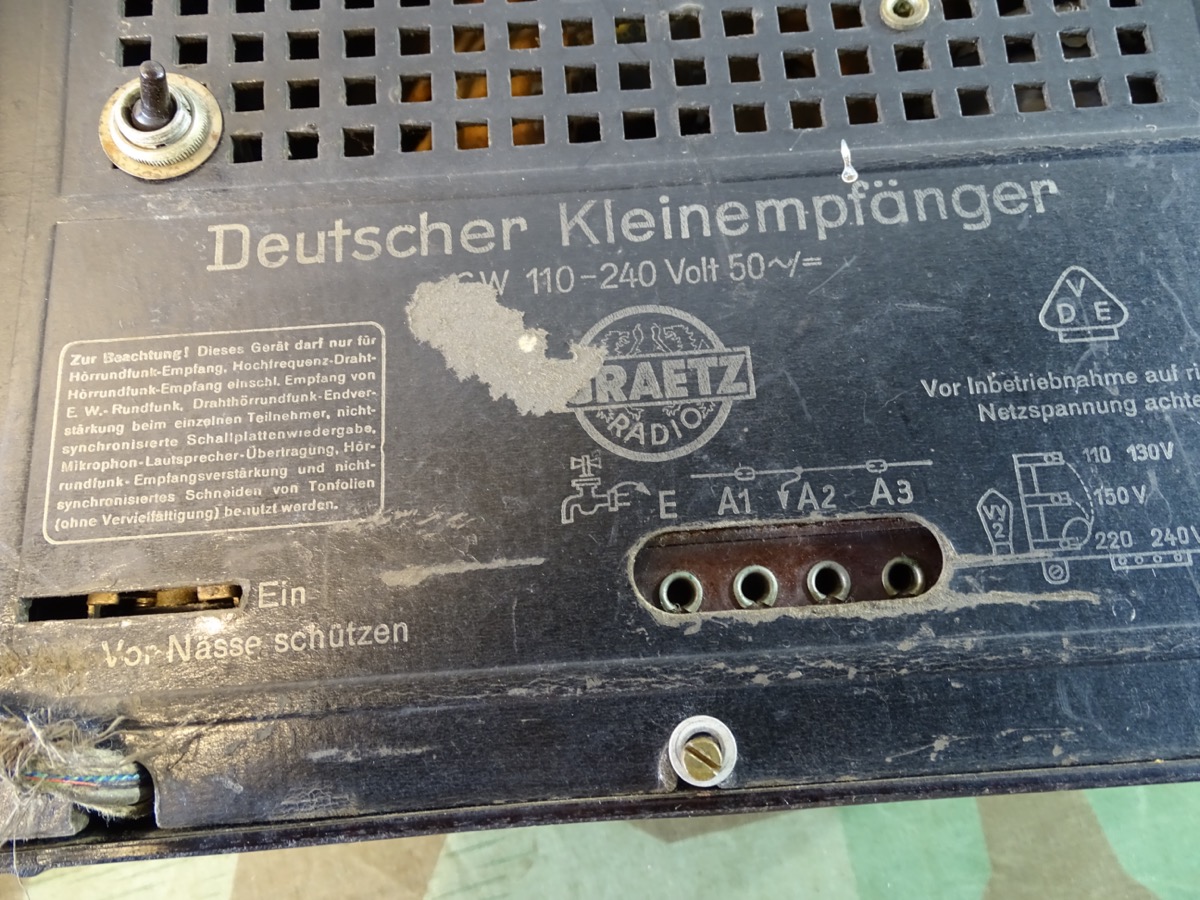 Deutscher Kleinempfänger
GW 110-240 Volt 50~/=
Zur Beachtung! Dieses Gerät darf nur für
Hörrundfunk-Empfang, Hochfrequenz-Draht-
Hörrundfunk-Empfang einschl. Empfang von
E. W.-Rundfunk, Drahthörrundfunk-Endver-
stärkung beim einzelnen Teilnehmer, nicht-
synchronisierte Schallplattenwiedergabe,
Mikrophon-Lautsprecher-Übertragung, Hör-
rundfunk-Empfangsverstärkung und nicht-
synchronisiertes Schneiden von Tonfolien
(ohne Vervielfältigung) benutzt werden.
GRAETZ
RADIO
VDE
Vor Inbetriebnahme auf ri
Netzspannung achte
E A1 A2 A3
110 130V
150V
220 240V
VY2
Ein
Vor Nässe schützen